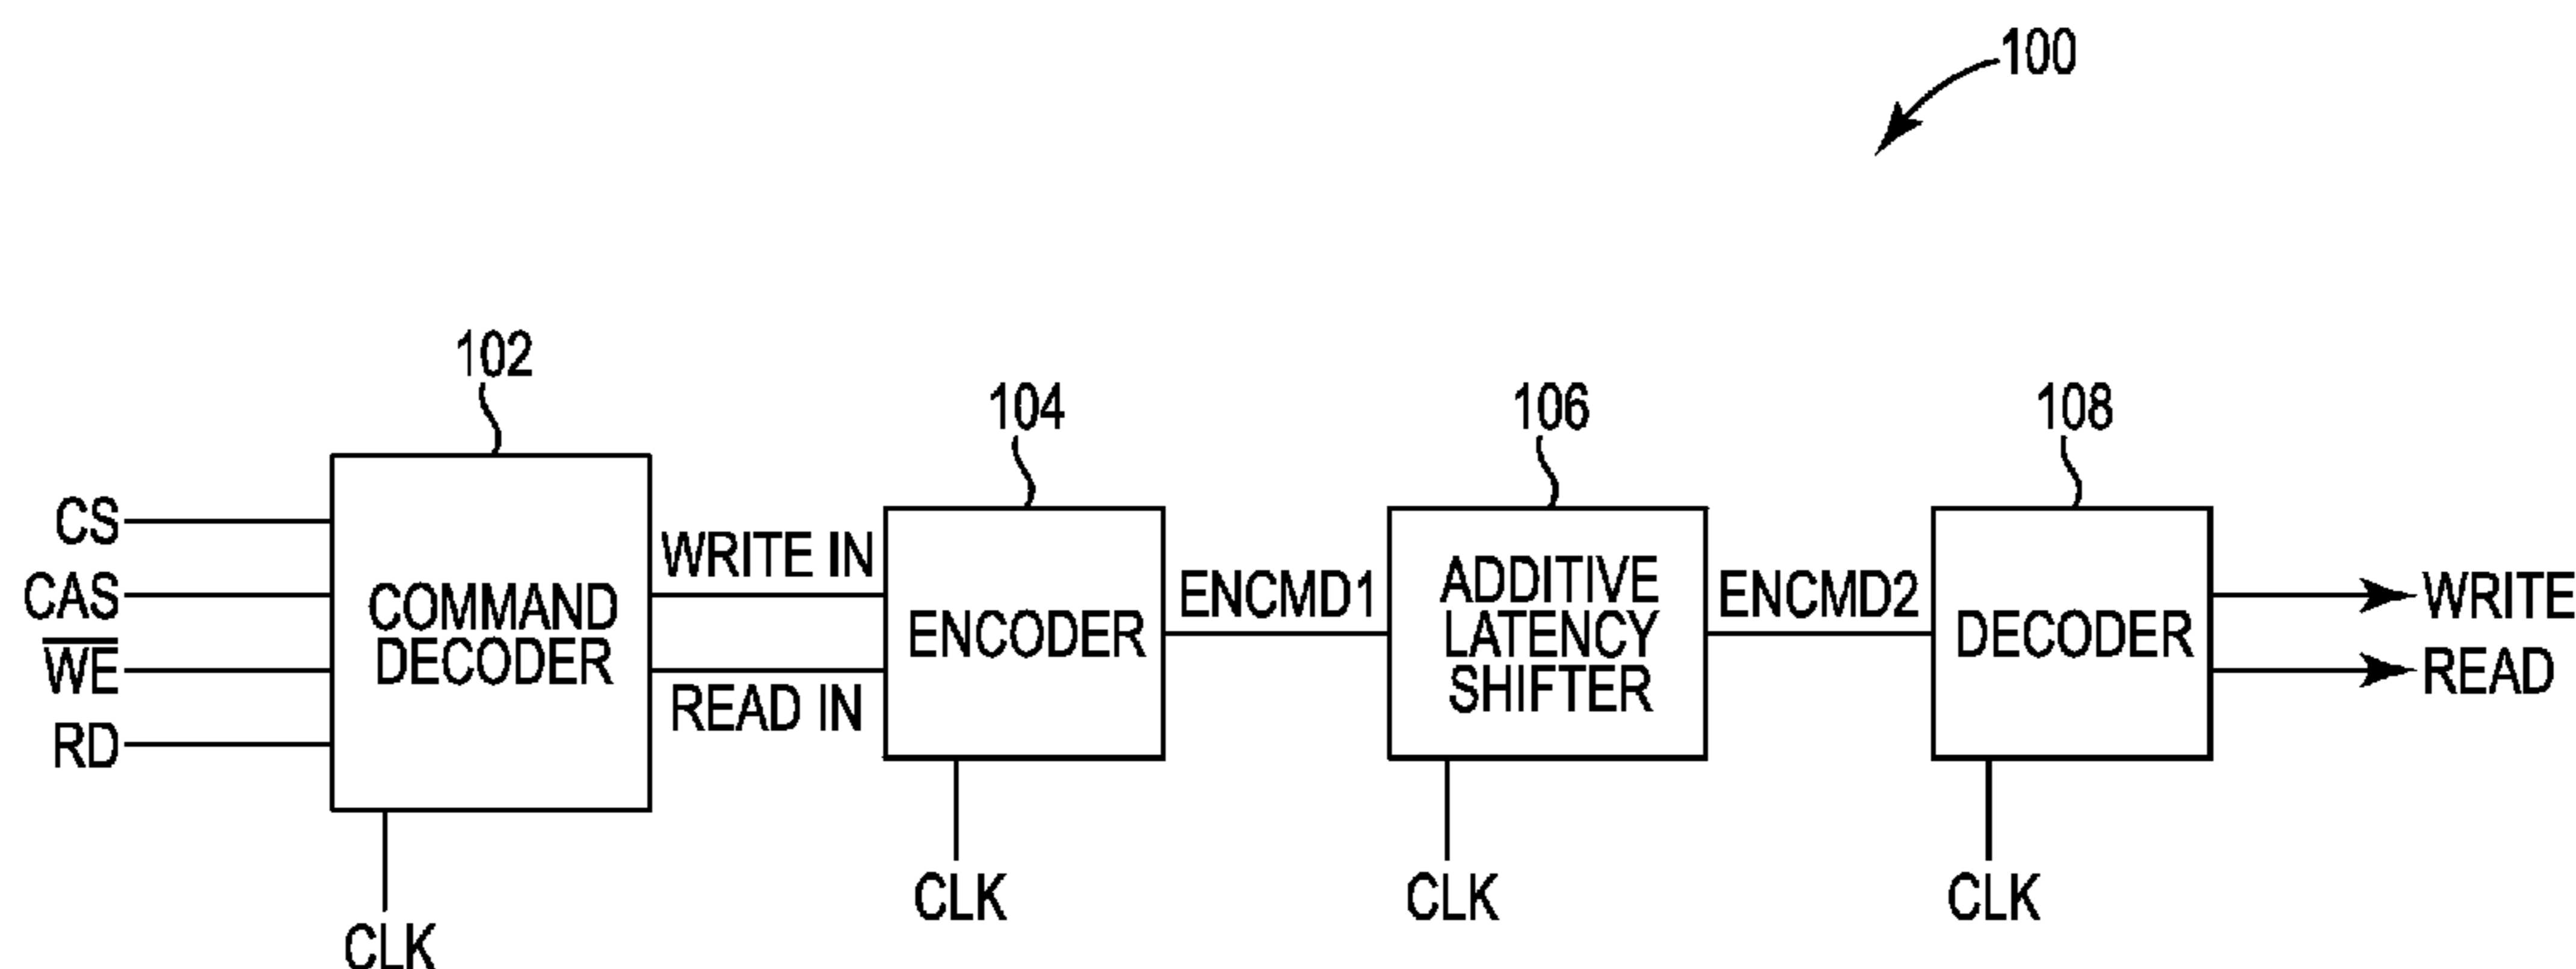 100
102
104
106
108
CS
CAS
W̅E̅
RD
COMMAND
DECODER
WRITE IN
READ IN
ENCODER
ENCMD1
ADDITIVE
LATENCY
SHIFTER
ENCMD2
DECODER
WRITE
READ
CLK
CLK
CLK
CLK